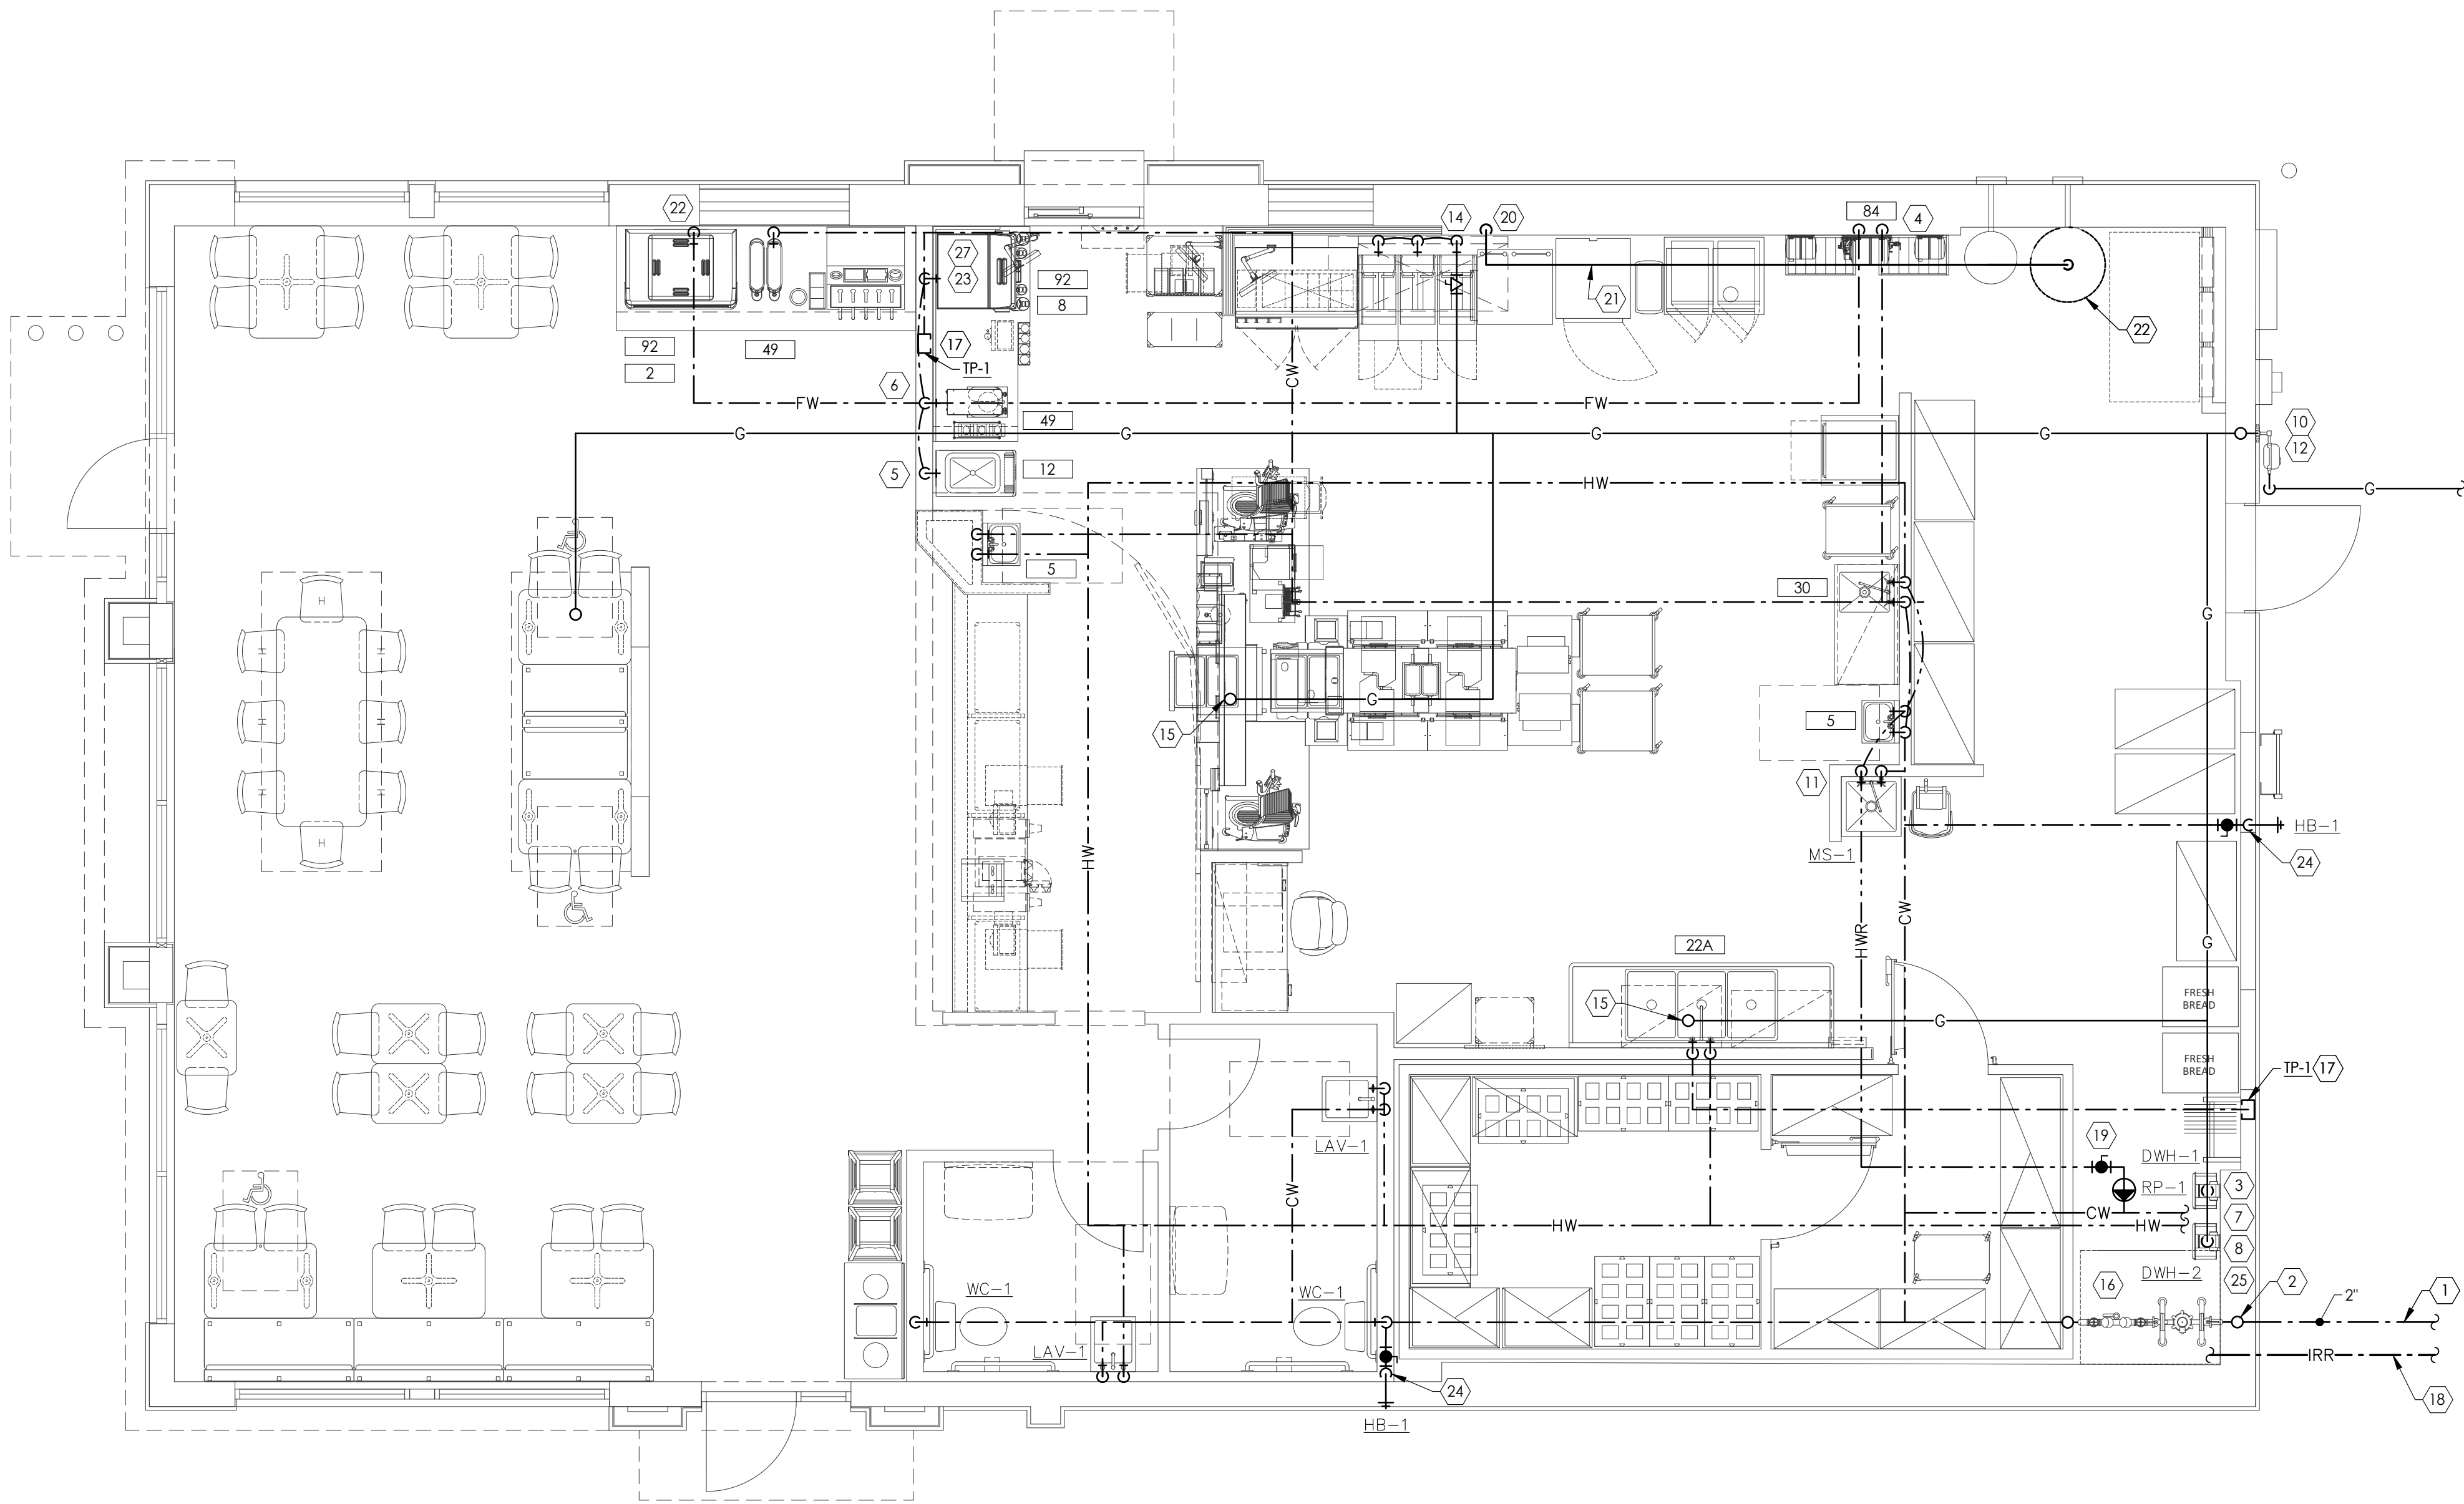 22
14
20
84
4
27
23
92
8
21
22
92
2
49
17
TP-1
6
CW
FW
FW
49
G
G
G
G
10
12
5
12
HW
G
5
30
H
G
H
H
H
H
5
G
15
H
H
11
H
HB-1
MS-1
24
HW
CW
HWR
22A
G
15
G
FRESH
BREAD
FRESH
BREAD
TP-1
17
LAV-1
19
DWH-1
RP-1
3
CW
CW
7
HW
HW
8
DWH-2
25
2
16
WC-1
WC-1
2"
1
LAV-1
IRR
24
18
HB-1